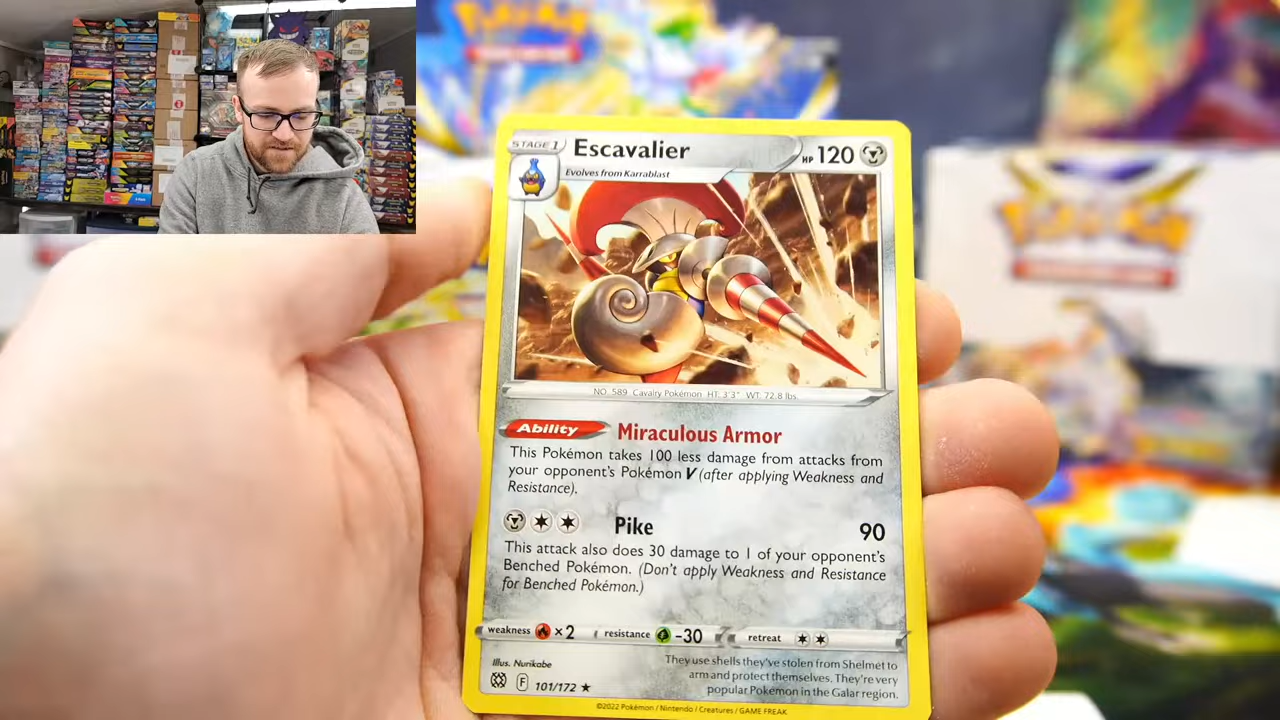 STAGE 1
Escavalier
HP 120
Evolves from Karrablast
NO. 589 Cavalry Pokémon HT: 3'3" WT: 72.8 lbs.
Ability Miraculous Armor
This Pokémon takes 100 less damage from attacks from
your opponent's Pokémon V (after applying Weakness and
Resistance).
Pike 90
This attack also does 30 damage to 1 of your opponent's
Benched Pokémon. (Don't apply Weakness and Resistance
for Benched Pokémon.)
weakness ×2 resistance -30 retreat
Illus. Nurikabe
F 101/172 ★
They use shells they've stolen from Shelmet to
arm and protect themselves. They're very
popular Pokémon in the Galar region.
©2022 Pokémon / Nintendo / Creatures / GAME FREAK
Pokémon
Pokémon